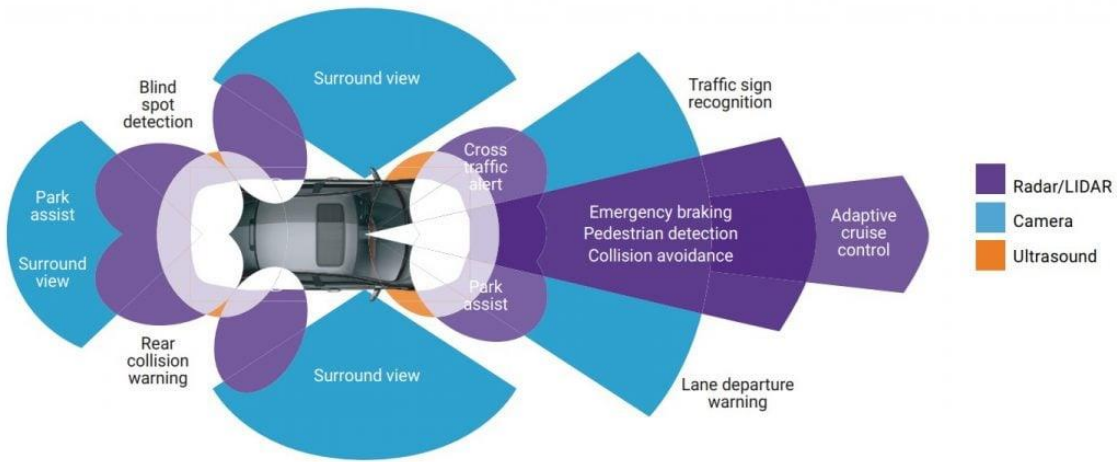 Surround view
Blind
spot
detection
Traffic sign
recognition
Cross
traffic
alert
Park
assist
Surround
view
Emergency braking
Pedestrian detection
Collision avoidance
Adaptive
cruise
control
Radar/LIDAR
Camera
Ultrasound
Park
assist
Rear
collision
warning
Surround view
Lane departure
warning